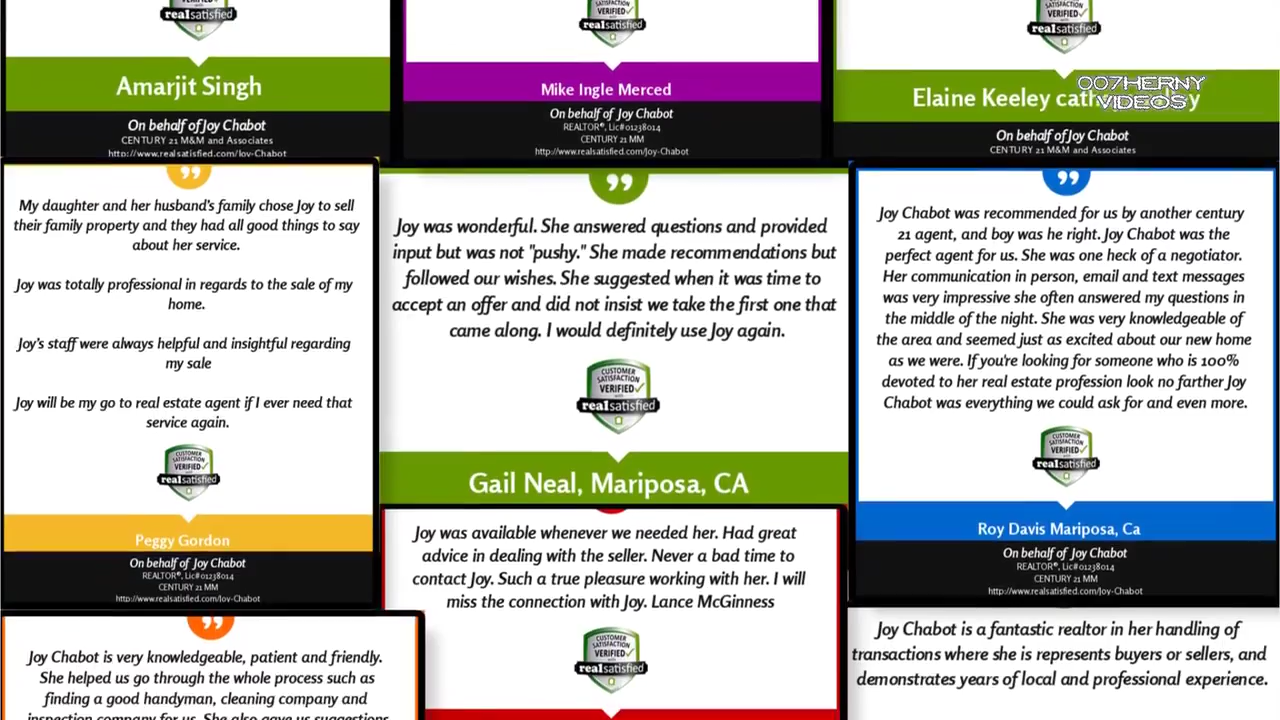 realsatisfied
Amarjit Singh
On behalf of Joy Chabot
CENTURY 21 M&M and Associates
http://www.realsatisfied.com/Joy-Chabot
realsatisfied
Mike Ingle Merced
On behalf of Joy Chabot
REALTOR®, Lic#01238014
CENTURY 21 MM
http://www.realsatisfied.com/Joy-Chabot
VERIFIED
realsatisfied
007HERNY
VIDEOS
Elaine Keeley
On behalf of Joy Chabot
CENTURY 21 M&M and Associates
My daughter and her husband's family chose Joy to sell
their family property and they had all good things to say
about her service.
Joy was totally professional in regards to the sale of my
home.
Joy's staff were always helpful and insightful regarding
my sale
Joy will be my go to real estate agent if I ever need that
service again.
CUSTOMER
SATISFACTION
VERIFIED
with
realsatisfied
Peggy Gordon
On behalf of Joy Chabot
REALTOR®, Lic#01238014
CENTURY 21 MM
http://www.realsatisfied.com/Joy-Chabot
Joy was wonderful. She answered questions and provided
input but was not "pushy." She made recommendations but
followed our wishes. She suggested when it was time to
accept an offer and did not insist we take the first one that
came along. I would definitely use Joy again.
CUSTOMER
SATISFACTION
VERIFIED
with
realsatisfied
Gail Neal, Mariposa, CA
Joy Chabot was recommended for us by another century
21 agent, and boy was he right. Joy Chabot was the
perfect agent for us. She was one heck of a negotiator.
Her communication in person, email and text messages
was very impressive she often answered my questions in
the middle of the night. She was very knowledgeable of
the area and seemed just as excited about our new home
as we were. If you're looking for someone who is 100%
devoted to her real estate profession look no farther Joy
Chabot was everything we could ask for and even more.
CUSTOMER
SATISFACTION
VERIFIED
with
realsatisfied
Roy Davis Mariposa, Ca
On behalf of Joy Chabot
REALTOR®, Lic#01238014
CENTURY 21 MM
http://www.realsatisfied.com/Joy-Chabot
Joy was available whenever we needed her. Had great
advice in dealing with the seller. Never a bad time to
contact Joy. Such a true pleasure working with her. I will
miss the connection with Joy. Lance McGinness
CUSTOMER
SATISFACTION
VERIFIED
with
realsatisfied
Joy Chabot is very knowledgeable, patient and friendly.
She helped us go through the whole process such as
finding a good handyman, cleaning company and
inspection company for us. She also gave us suggestions
Joy Chabot is a fantastic realtor in her handling of
transactions where she is represents buyers or sellers, and
demonstrates years of local and professional experience.